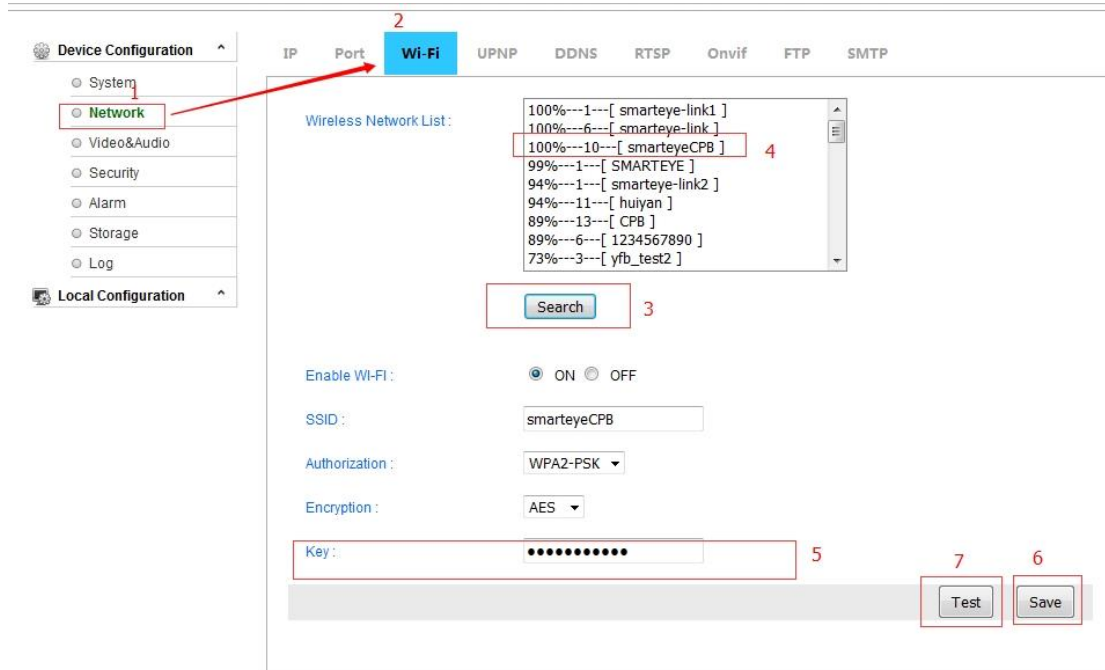 2
Device Configuration
IP Port Wi-Fi UPNP DDNS RTSP Onvif FTP SMTP
System
1
Network
Video&Audio
Security
Alarm
Storage
Log
Local Configuration
Wireless Network List :
100%---1---[ smarteye-link1 ]
100%---6---[ smarteye-link ]
100%---10---[ smarteyeCPB ]
4
99%---1---[ SMARTEYE ]
94%---1---[ smarteye-link2 ]
94%---11---[ huiyan ]
89%---13---[ CPB ]
89%---6---[ 1234567890 ]
73%---3---[ yfb_test2 ]
Search
3
Enable WI-FI : ON OFF
SSID : smarteyeCPB
Authorization : WPA2-PSK
Encryption : AES
Key : ●●●●●●●●●●●
5
7 6
Test Save